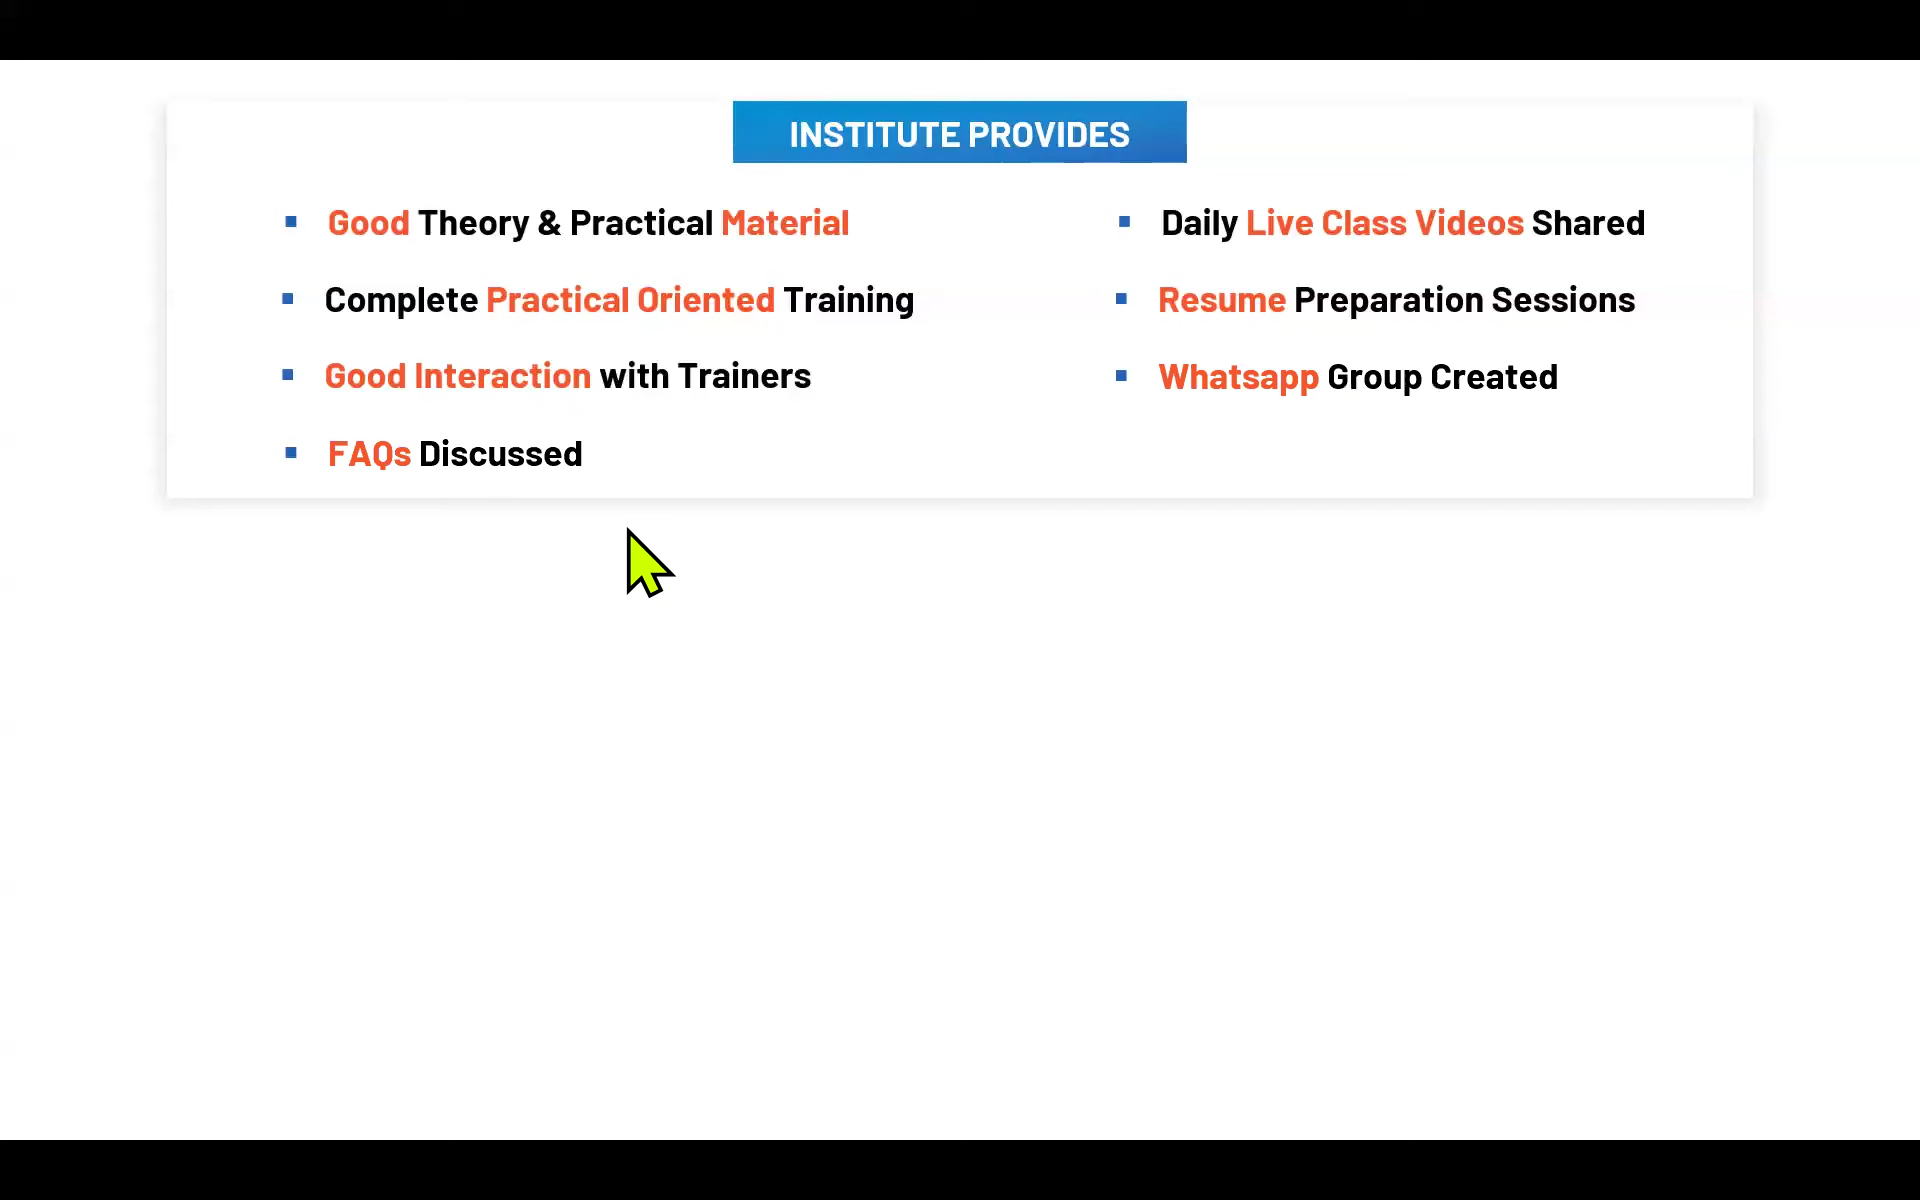 INSTITUTE PROVIDES
Good Theory & Practical Material
Complete Practical Oriented Training
Good Interaction with Trainers
FAQs Discussed
Daily Live Class Videos Shared
Resume Preparation Sessions
Whatsapp Group Created